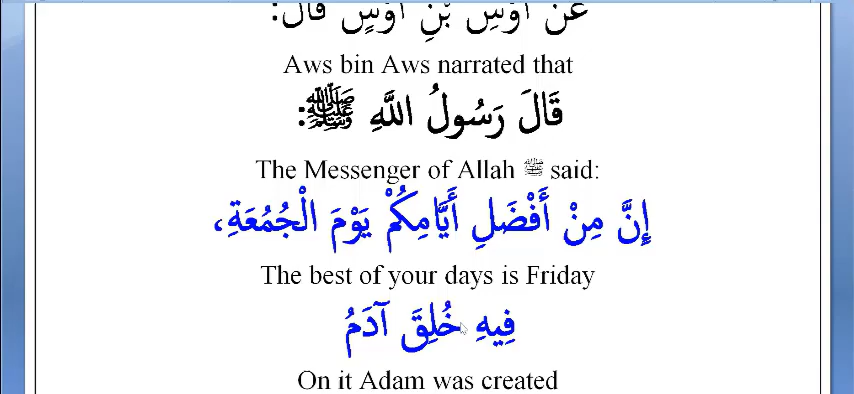 عَنْ أَوْسِ بْنِ أَوْسٍ قَالَ:
Aws bin Aws narrated that
قَالَ رَسُولُ اللَّهِ ﷺ:
The Messenger of Allah ﷺ said:
إِنَّ مِنْ أَفْضَلِ أَيَّامِكُمْ يَوْمَ الْجُمُعَةِ،
The best of your days is Friday
فِيهِ خُلِقَ آدَمُ
On it Adam was created